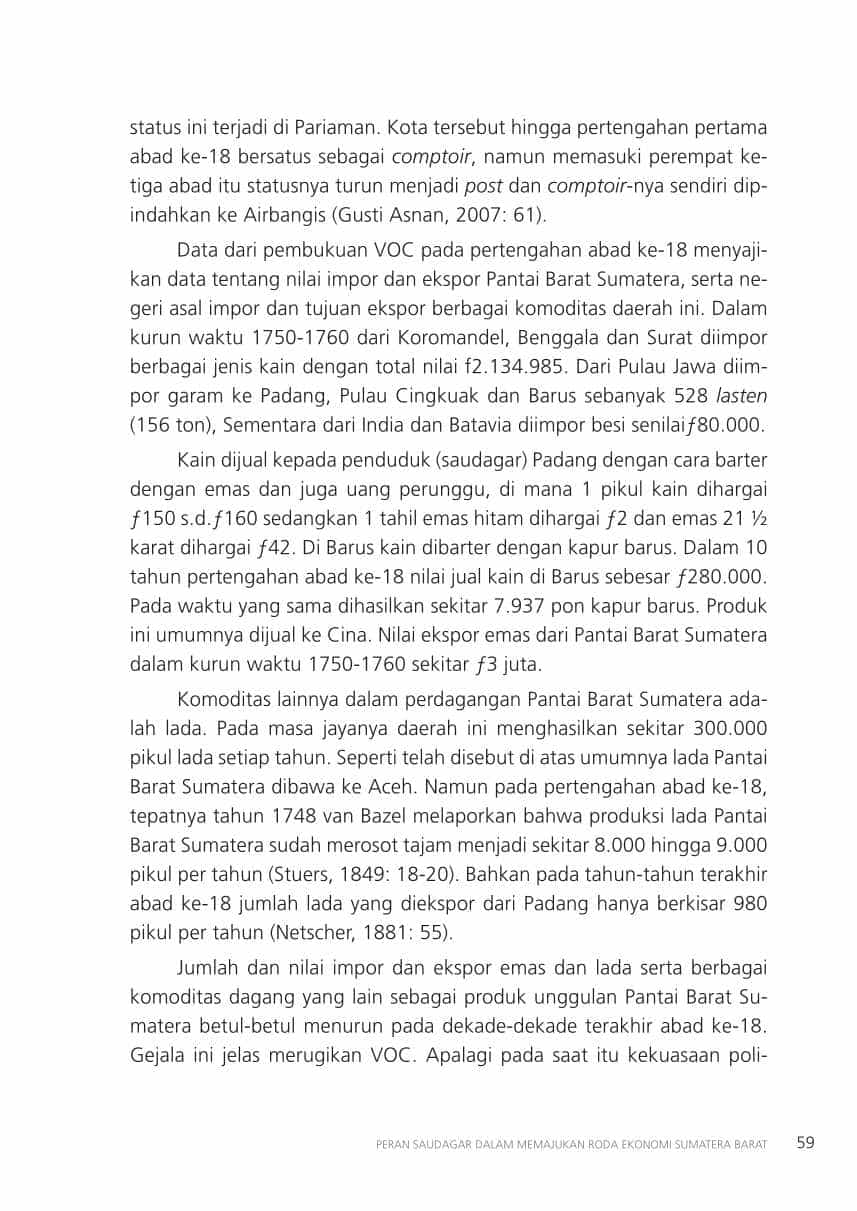 status ini terjadi di Pariaman. Kota tersebut hingga pertengahan pertama
abad ke-18 bersatus sebagai comptoir, namun memasuki perempat ke-
tiga abad itu statusnya turun menjadi post dan comptoir-nya sendiri dip-
indahkan ke Airbangis (Gusti Asnan, 2007: 61).
Data dari pembukuan VOC pada pertengahan abad ke-18 menyaji-
kan data tentang nilai impor dan ekspor Pantai Barat Sumatera, serta ne-
geri asal impor dan tujuan ekspor berbagai komoditas daerah ini. Dalam
kurun waktu 1750-1760 dari Koromandel, Benggala dan Surat diimpor
berbagai jenis kain dengan total nilai f2.134.985. Dari Pulau Jawa diim-
por garam ke Padang, Pulau Cingkuak dan Barus sebanyak 528 lasten
(156 ton), Sementara dari India dan Batavia diimpor besi senilaiƒ80.000.
Kain dijual kepada penduduk (saudagar) Padang dengan cara barter
dengan emas dan juga uang perunggu, di mana 1 pikul kain dihargai
ƒ150 s.d.ƒ160 sedangkan 1 tahil emas hitam dihargai ƒ2 dan emas 21 ½
karat dihargai ƒ42. Di Barus kain dibarter dengan kapur barus. Dalam 10
tahun pertengahan abad ke-18 nilai jual kain di Barus sebesar ƒ280.000.
Pada waktu yang sama dihasilkan sekitar 7.937 pon kapur barus. Produk
ini umumnya dijual ke Cina. Nilai ekspor emas dari Pantai Barat Sumatera
dalam kurun waktu 1750-1760 sekitar ƒ3 juta.
Komoditas lainnya dalam perdagangan Pantai Barat Sumatera ada-
lah lada. Pada masa jayanya daerah ini menghasilkan sekitar 300.000
pikul lada setiap tahun. Seperti telah disebut di atas umumnya lada Pantai
Barat Sumatera dibawa ke Aceh. Namun pada pertengahan abad ke-18,
tepatnya tahun 1748 van Bazel melaporkan bahwa produksi lada Pantai
Barat Sumatera sudah merosot tajam menjadi sekitar 8.000 hingga 9.000
pikul per tahun (Stuers, 1849: 18-20). Bahkan pada tahun-tahun terakhir
abad ke-18 jumlah lada yang diekspor dari Padang hanya berkisar 980
pikul per tahun (Netscher, 1881: 55).
Jumlah dan nilai impor dan ekspor emas dan lada serta berbagai
komoditas dagang yang lain sebagai produk unggulan Pantai Barat Su-
matera betul-betul menurun pada dekade-dekade terakhir abad ke-18.
Gejala ini jelas merugikan VOC. Apalagi pada saat itu kekuasaan poli-
PERAN SAUDAGAR DALAM MEMAJUKAN RODA EKONOMI SUMATERA BARAT 59